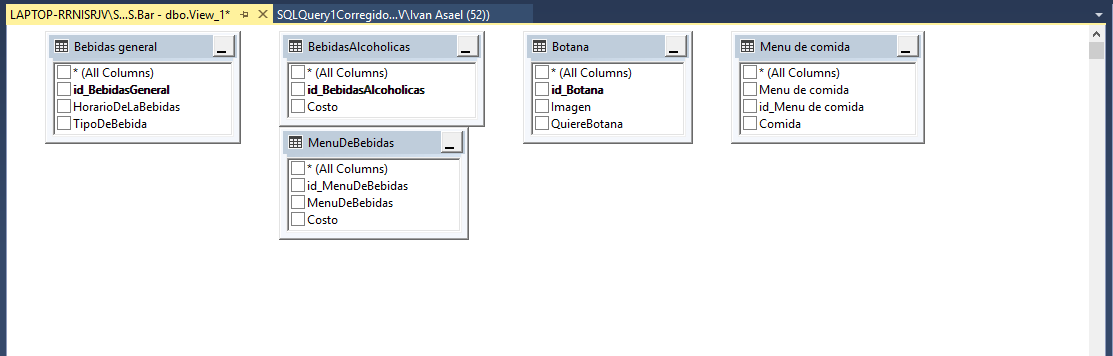 LAPTOP-RRNISRJV\S...S.Bar - dbo.View_1*
SQLQuery1Corregido...V\Ivan Asael (52))
Bebidas general
* (All Columns)
id_BebidasGeneral
HorarioDeLaBebidas
TipoDeBebida
BebidasAlcoholicas
* (All Columns)
id_BebidasAlcoholicas
Costo
Botana
* (All Columns)
id_Botana
Imagen
QuiereBotana
Menu de comida
* (All Columns)
Menu de comida
id_Menu de comida
Comida
MenuDeBebidas
* (All Columns)
id_MenuDeBebidas
MenuDeBebidas
Costo